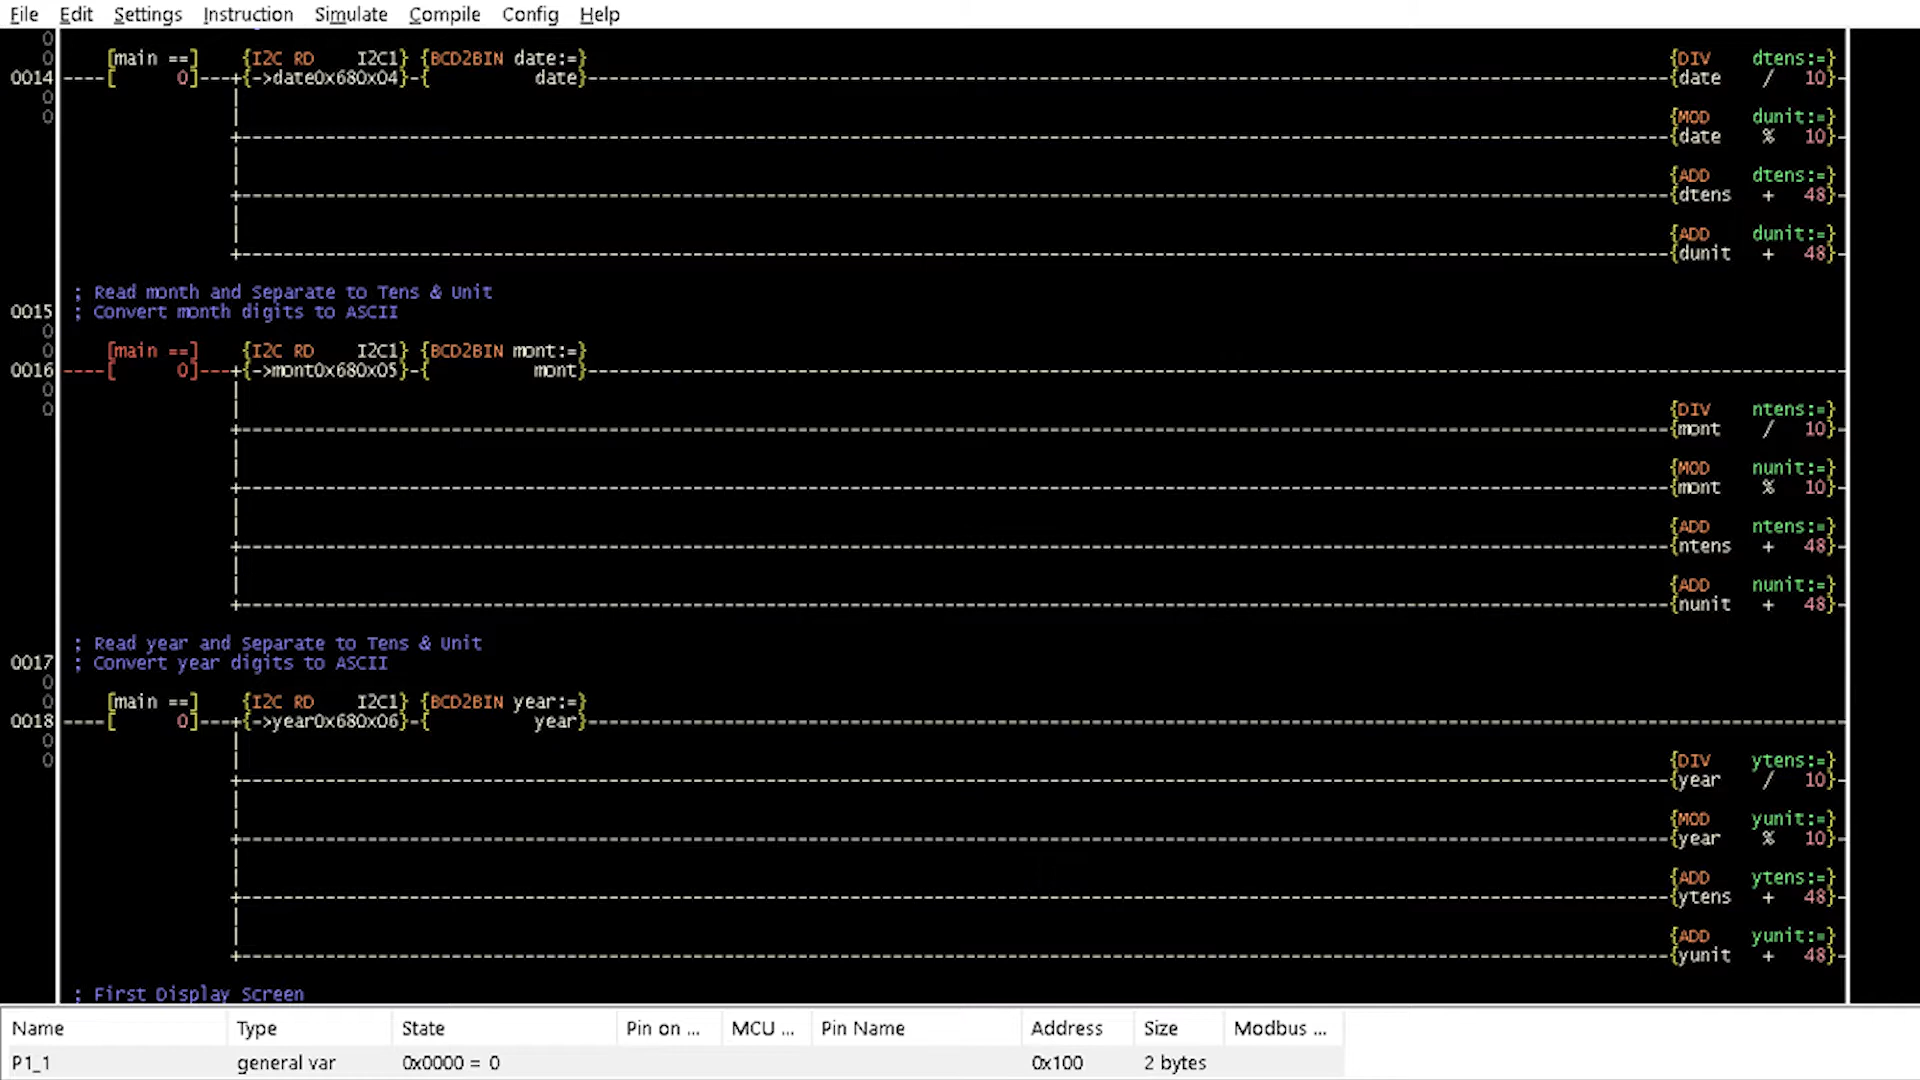 File Edit Settings Instruction Simulate Compile Config Help
0
0 [main ==] {I2C RD I2C1} {BCD2BIN date:=} {DIV dtens:=}
0014 ----[ 0]---+{->date0x680x04}-{ date}---{date / 10}-
0
0 {MOD dunit:=}
{date % 10}-
{ADD dtens:=}
{dtens + 48}-
{ADD dunit:=}
{dunit + 48}-
; Read month and Separate to Tens & Unit
0015 ; Convert month digits to ASCII
0
0 [main ==] {I2C RD I2C1} {BCD2BIN mont:=}
0016 ----[ 0]---+{->mont0x680x05}-{ mont}---
0
0 {DIV ntens:=}
{mont / 10}-
{MOD nunit:=}
{mont % 10}-
{ADD ntens:=}
{ntens + 48}-
{ADD nunit:=}
{nunit + 48}-
; Read year and Separate to Tens & Unit
0017 ; Convert year digits to ASCII
0
0 [main ==] {I2C RD I2C1} {BCD2BIN year:=}
0018 ----[ 0]---+{->year0x680x06}-{ year}---
0
0 {DIV ytens:=}
{year / 10}-
{MOD yunit:=}
{year % 10}-
{ADD ytens:=}
{ytens + 48}-
{ADD yunit:=}
{yunit + 48}-
; First Display Screen
Name Type State Pin on ... MCU ... Pin Name Address Size Modbus ...
P1_1 general var 0x0000 = 0 0x100 2 bytes